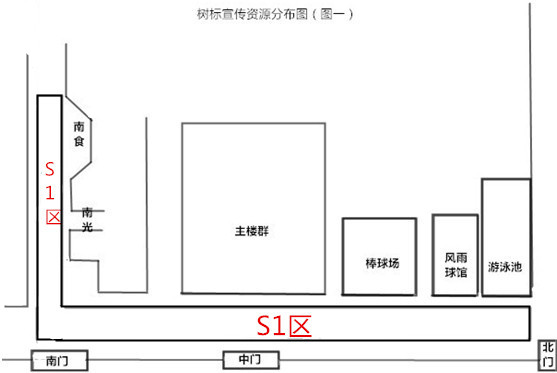 树标宣传资源分布图（图一）
南
食
S
1
区
南
光
主楼群
棒球场
风雨
球馆
游泳池
S1区
南门
中门
北
门